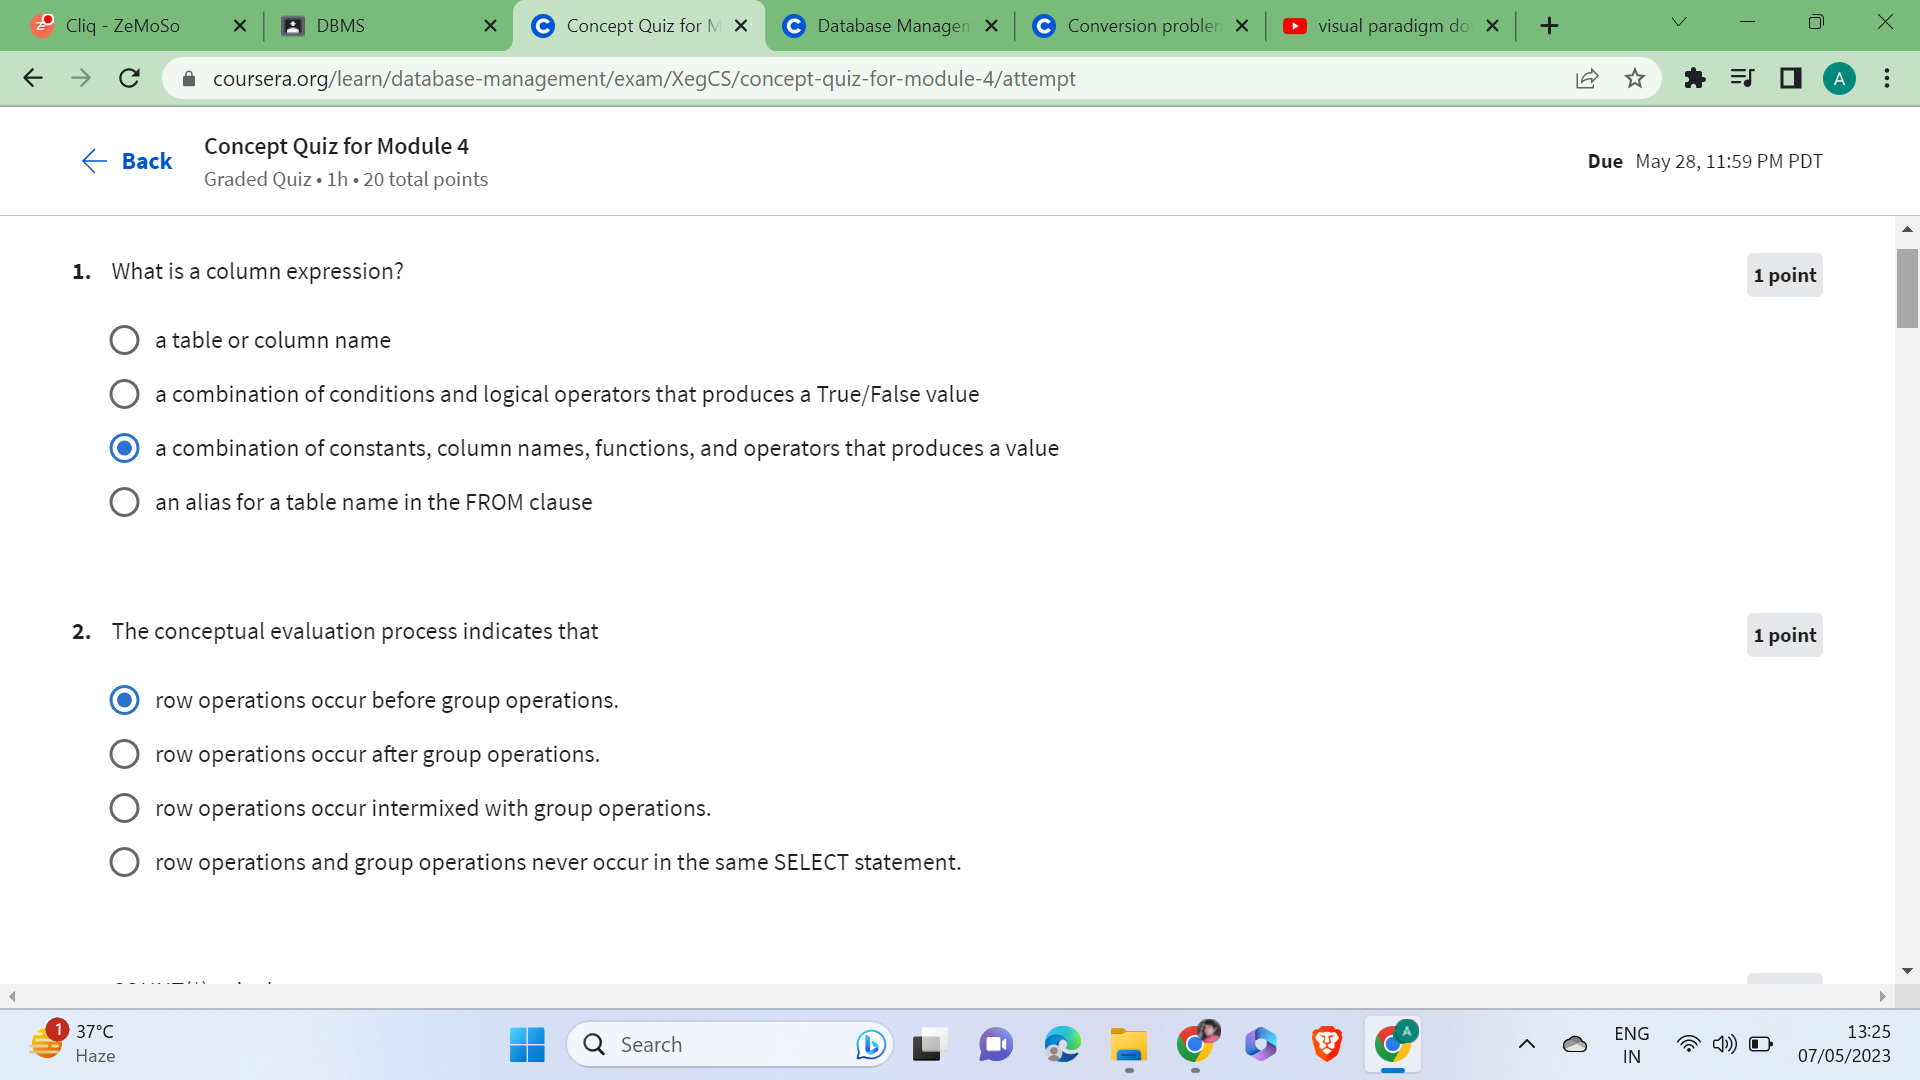 Cliq - ZeMoSo
DBMS
Concept Quiz for M
Database Managem
Conversion problem
visual paradigm do
coursera.org/learn/database-management/exam/XegCS/concept-quiz-for-module-4/attempt
A
Back
Concept Quiz for Module 4
Graded Quiz • 1h • 20 total points
Due May 28, 11:59 PM PDT
1. What is a column expression?
1 point
a table or column name
a combination of conditions and logical operators that produces a True/False value
a combination of constants, column names, functions, and operators that produces a value
an alias for a table name in the FROM clause
2. The conceptual evaluation process indicates that
1 point
row operations occur before group operations.
row operations occur after group operations.
row operations occur intermixed with group operations.
row operations and group operations never occur in the same SELECT statement.
1
37°C
Haze
Search
A
ENG
IN
13:25
07/05/2023